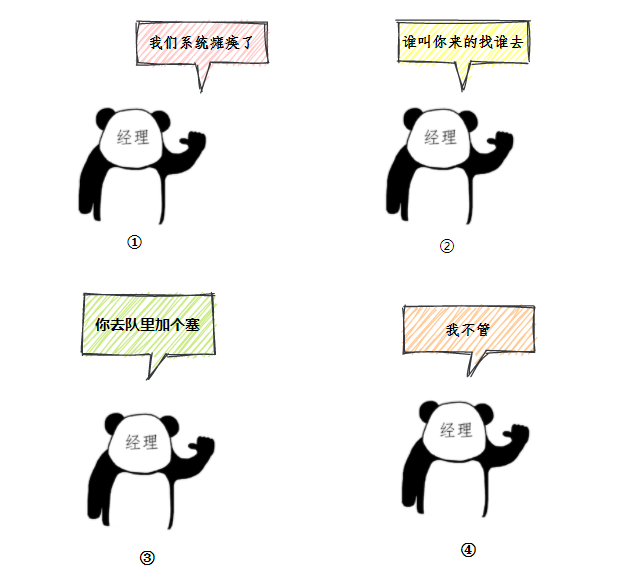 我们系统瘫痪了
谁叫你来的找谁去
经理
经理
①
②
你去队里加个塞
我不管
经理
经理
③
④